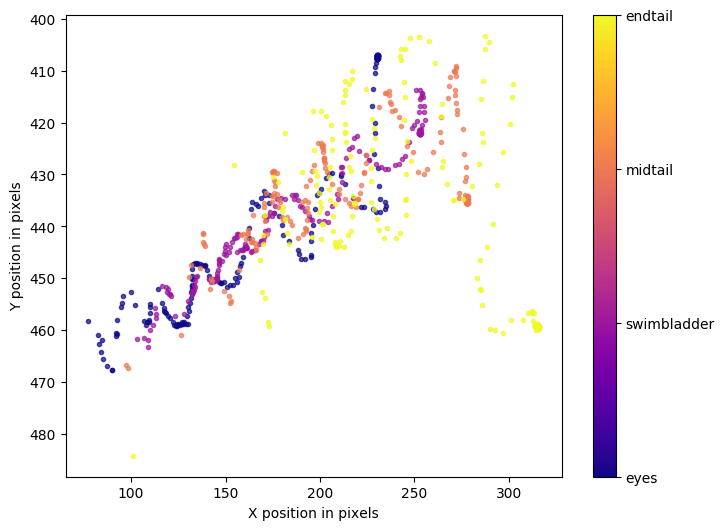 400
410
420
430
440
450
460
470
480
Y position in pixels
100
150
200
250
300
X position in pixels
endtail
midtail
swimbladder
eyes